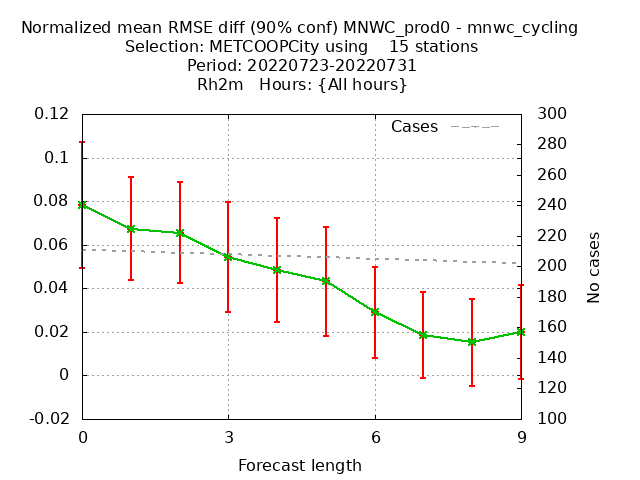 Normalized mean RMSE diff (90% conf) MNWC_prod0 - mnwc_cycling
Selection: METCOOPCity using    15 stations
Period: 20220723-20220731
Rh2m   Hours: {All hours}
0.12
0.1
0.08
0.06
0.04
0.02
0
-0.02
Cases
300
280
260
240
220
200
180
160
140
120
100
No cases
0 3 6 9
Forecast length